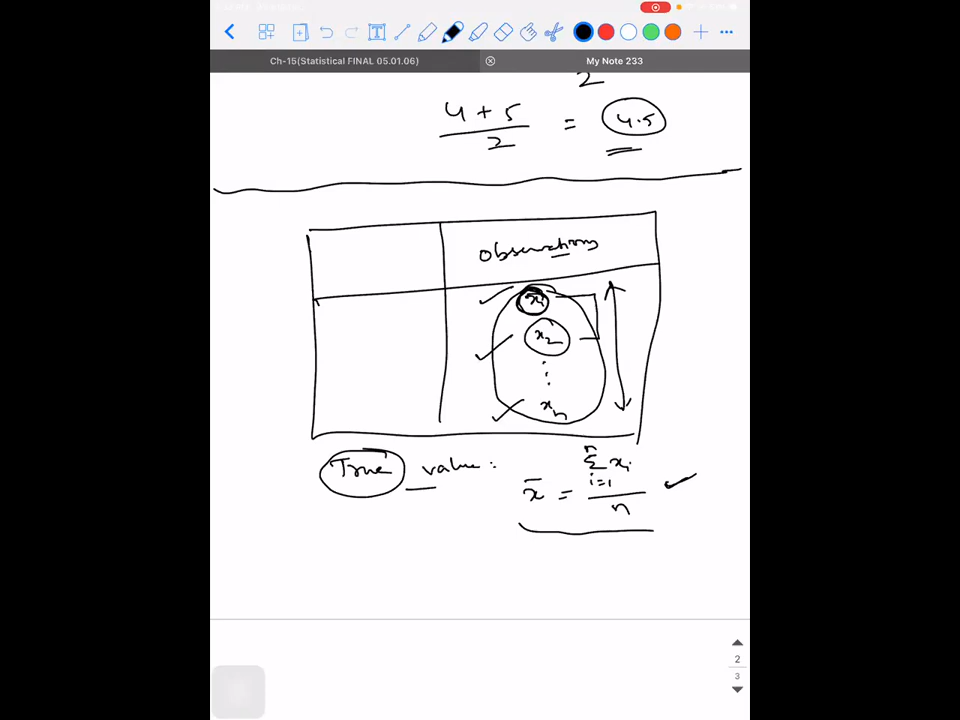 Ch-15(Statistical FINAL 05.01.06)
My Note 233
2
4 + 5
2
= 4.5
Observations
x₁
x₂
⋮
xₙ
True value:
x̄ = Σⁿᵢ₌₁ xᵢ / n
2
3